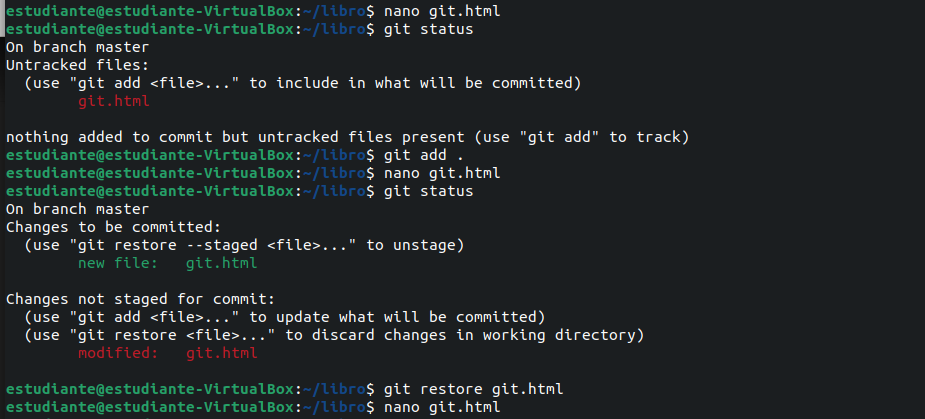 estudiante@estudiante-VirtualBox:~/libro$ nano git.html
estudiante@estudiante-VirtualBox:~/libro$ git status
On branch master
Untracked files:
  (use "git add <file>..." to include in what will be committed)
        git.html

nothing added to commit but untracked files present (use "git add" to track)
estudiante@estudiante-VirtualBox:~/libro$ git add .
estudiante@estudiante-VirtualBox:~/libro$ nano git.html
estudiante@estudiante-VirtualBox:~/libro$ git status
On branch master
Changes to be committed:
  (use "git restore --staged <file>..." to unstage)
        new file:   git.html

Changes not staged for commit:
  (use "git add <file>..." to update what will be committed)
  (use "git restore <file>..." to discard changes in working directory)
        modified:   git.html

estudiante@estudiante-VirtualBox:~/libro$ git restore git.html
estudiante@estudiante-VirtualBox:~/libro$ nano git.html